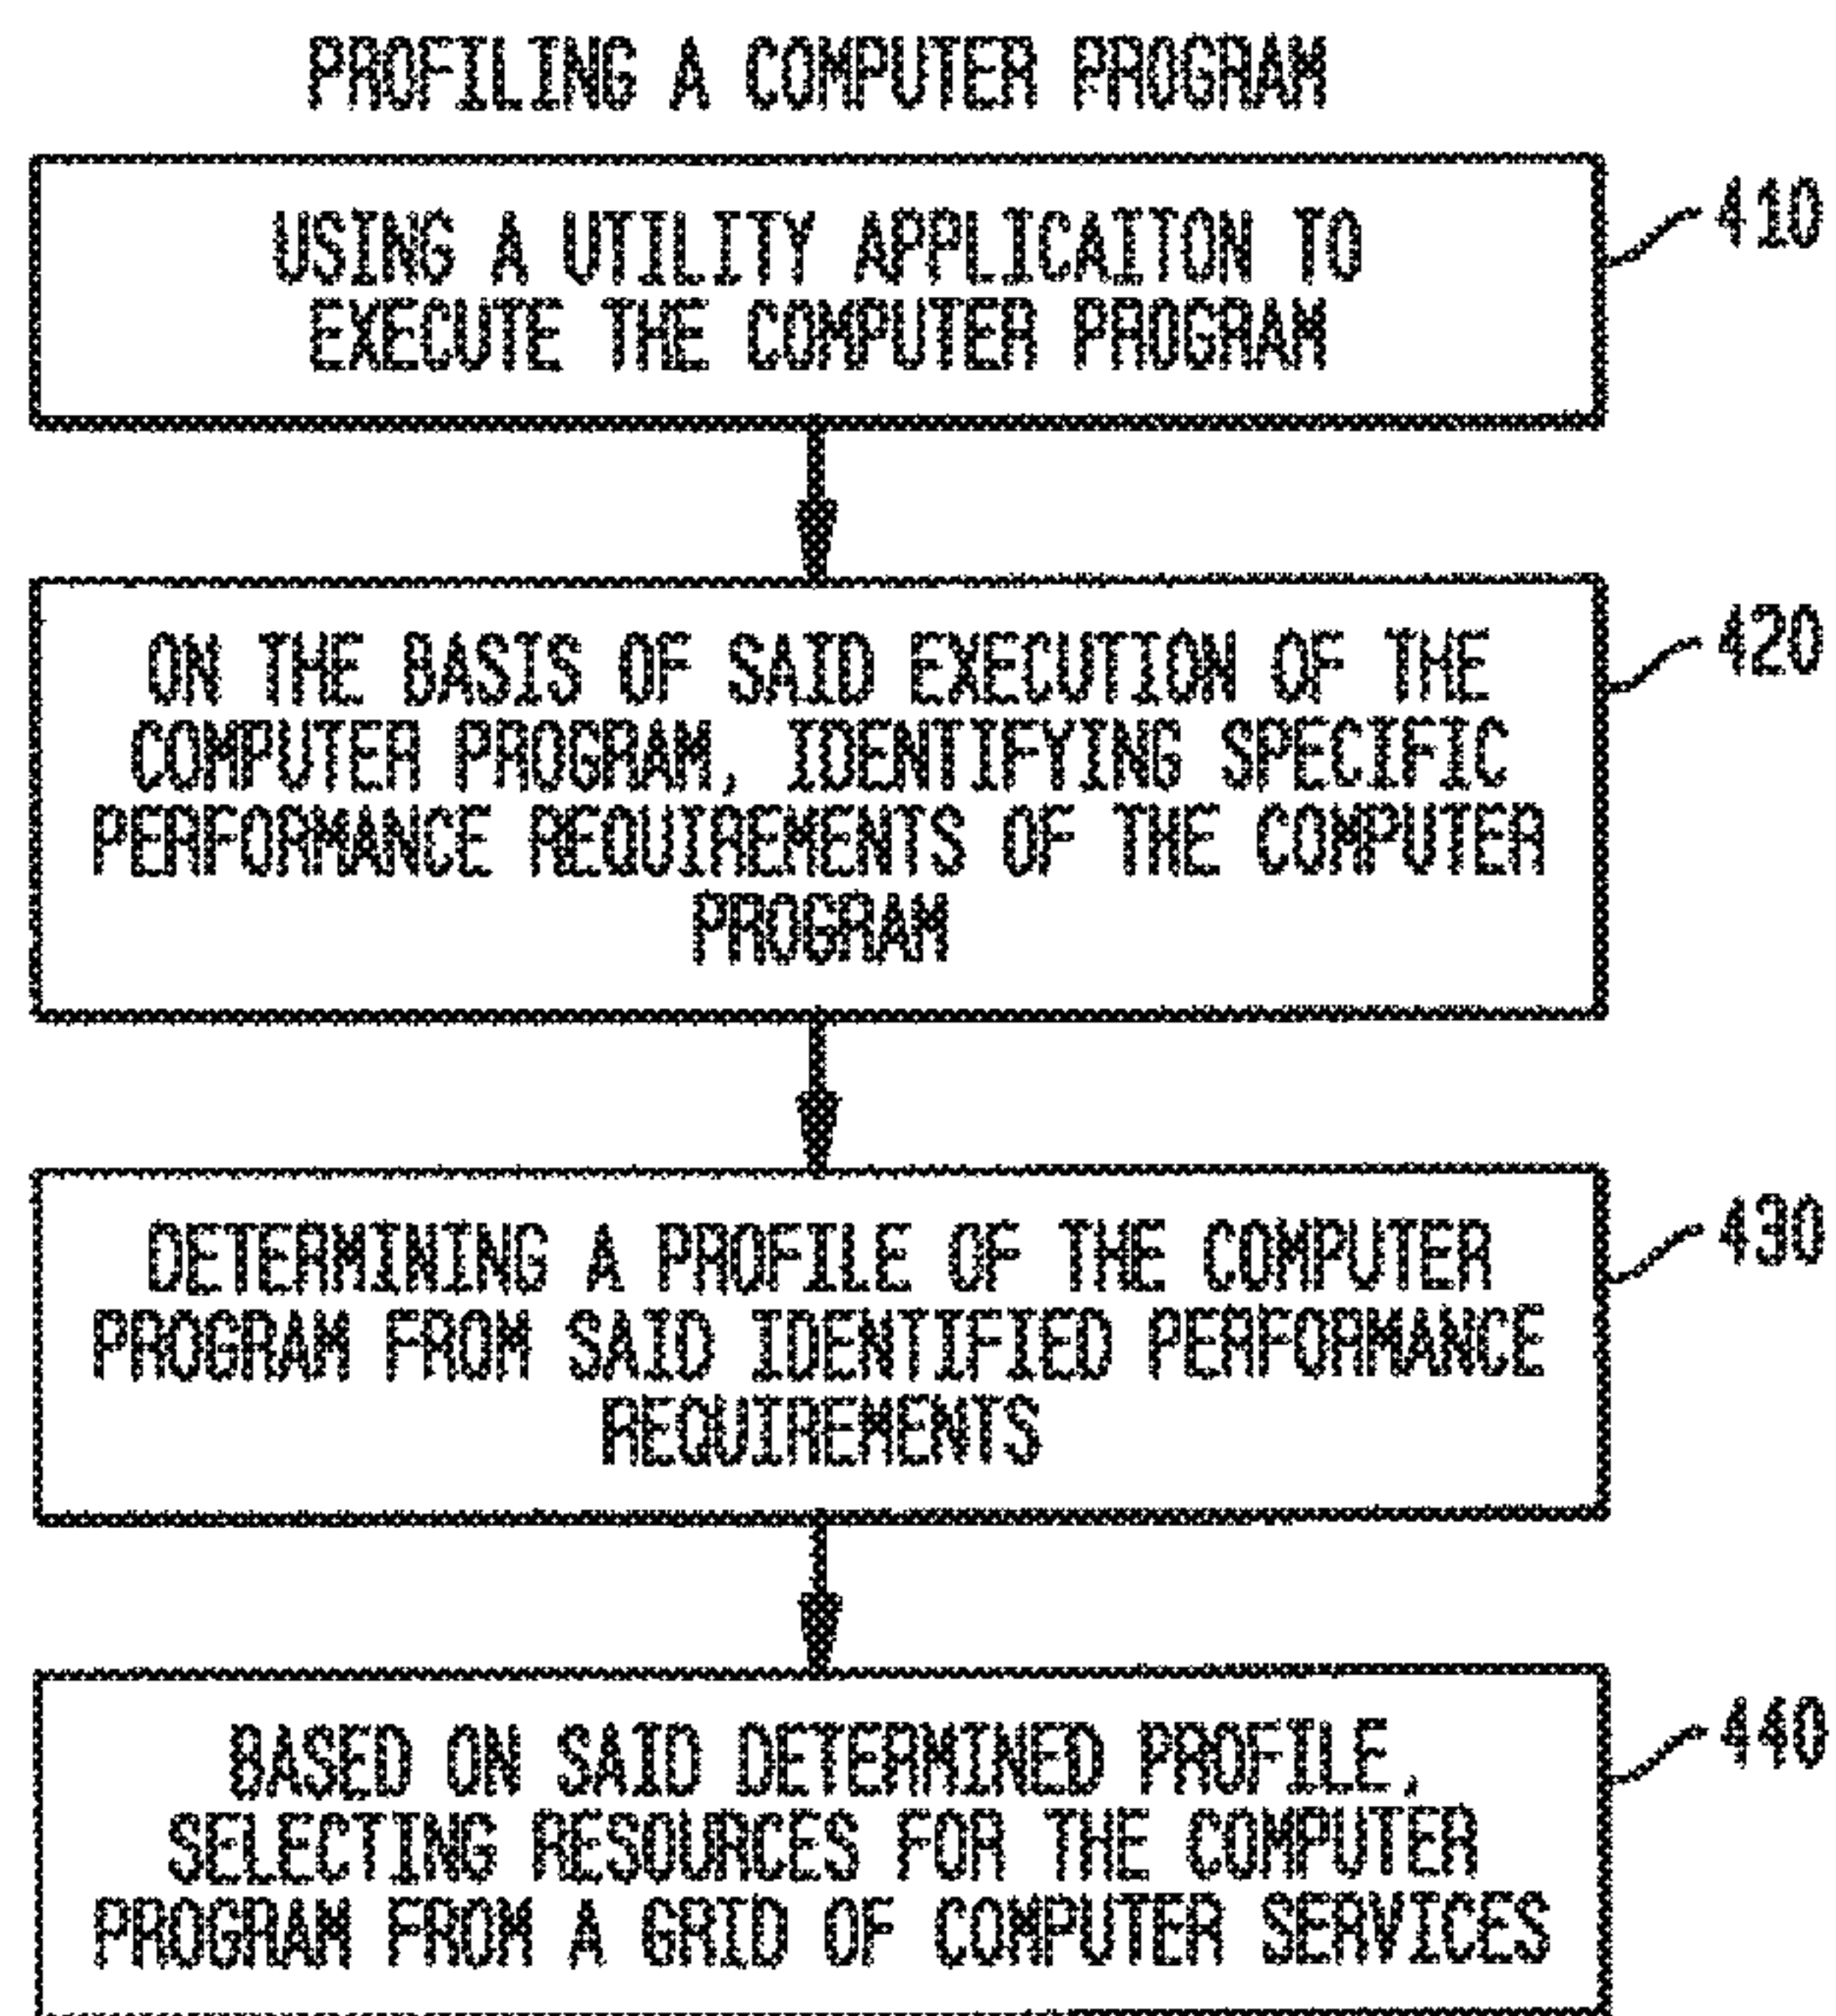 PROFILING A COMPUTER PROGRAM
USING A UTILITY APPLICAITON TO
EXECUTE THE COMPUTER PROGRAM
410
ON THE BASIS OF SAID EXECUTION OF THE
COMPUTER PROGRAM, IDENTIFYING SPECIFIC
PERFORMANCE REQUIREMENTS OF THE COMPUTER
PROGRAM
420
DETERMINING A PROFILE OF THE COMPUTER
PROGRAM FROM SAID IDENTIFIED PERFORMANCE
REQUIREMENTS
430
BASED ON SAID DETERMINED PROFILE,
SELECTING RESOURCES FOR THE COMPUTER
PROGRAM FROM A GRID OF COMPUTER SERVICES
440